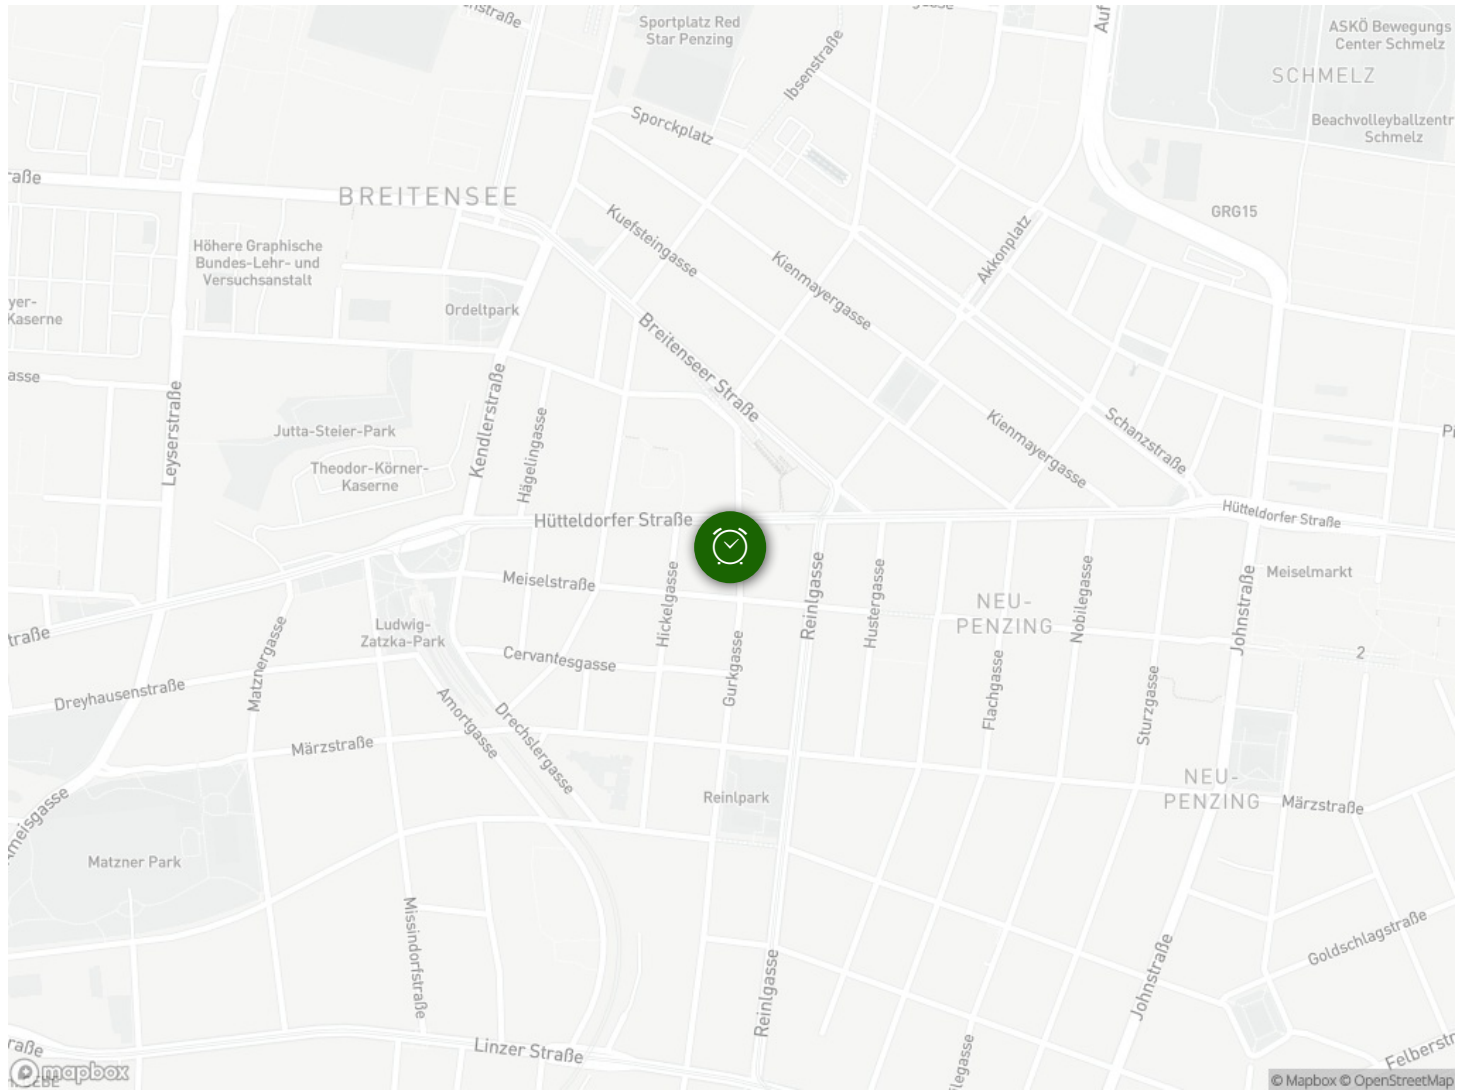 Sportplatz Red
Star Penzing
Ibsenstraße
Auf
ASKÖ Bewegungs
Center Schmelz
SCHMELZ
Beachvolleyballzentr
Schmelz
Sporckplatz
raße
BREITENSEE
Kuefsteingasse
GRG15
Akkonplatz
Höhere Graphische
Bundes-Lehr- und
Versuchsanstalt
Kienmayergasse
yer-
Kaserne
Ordeltpark
Breitenseer Straße
asse
Leyserstraße
Kendlerstraße
Hägelingasse
Jutta-Steier-Park
Theodor-Körner-
Kaserne
Kienmayergasse
Schanzstraße
Hütteldorfer Straße
Hütteldorfer Straße
Meiselstraße
Hickelgasse
Reinlgasse
Hustergasse
NEU-
PENZING
Nobilegasse
Johnstraße
Meiselmarkt
traße
Ludwig-
Zatzka-Park
Matznergasse
Cervantesgasse
Gurkgasse
2
Dreyhausenstraße
Amortgasse
Drechslergasse
Flachgasse
Sturzgasse
Märzstraße
Reinlpark
NEU-
PENZING
Märzstraße
Ameisgasse
Matzner Park
Missindorfstraße
Reinlgasse
Johnstraße
Goldschlagstraße
Linzer Straße
raße
ilegasse
Felberstr
mapbox
© Mapbox © OpenStreetMap